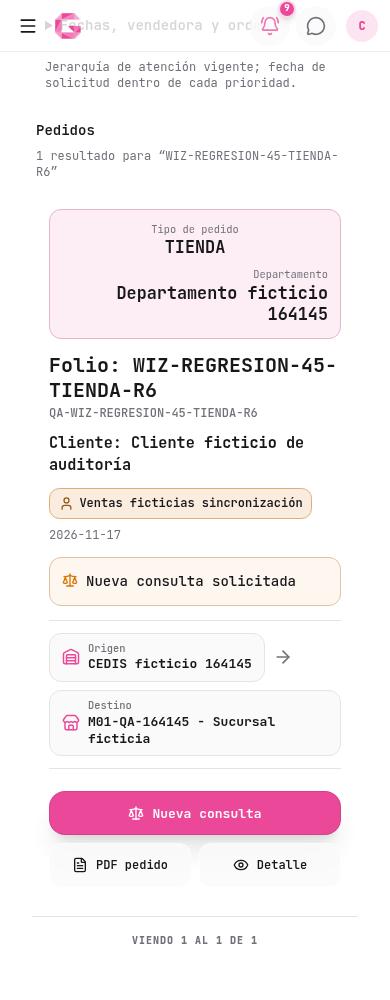 ▶ Fechas, vendedora y ord
9
C
Jerarquía de atención vigente; fecha de
solicitud dentro de cada prioridad.
Pedidos
1 resultado para “WIZ-REGRESION-45-TIENDA-
R6”
Tipo de pedido
TIENDA
Departamento
Departamento ficticio
164145
Folio: WIZ-REGRESION-45-
TIENDA-R6
QA-WIZ-REGRESION-45-TIENDA-R6
Cliente: Cliente ficticio de
auditoría
Ventas ficticias sincronización
2026-11-17
Nueva consulta solicitada
Origen
CEDIS ficticio 164145
Destino
M01-QA-164145 - Sucursal
ficticia
Nueva consulta
PDF pedido
Detalle
VIENDO 1 AL 1 DE 1